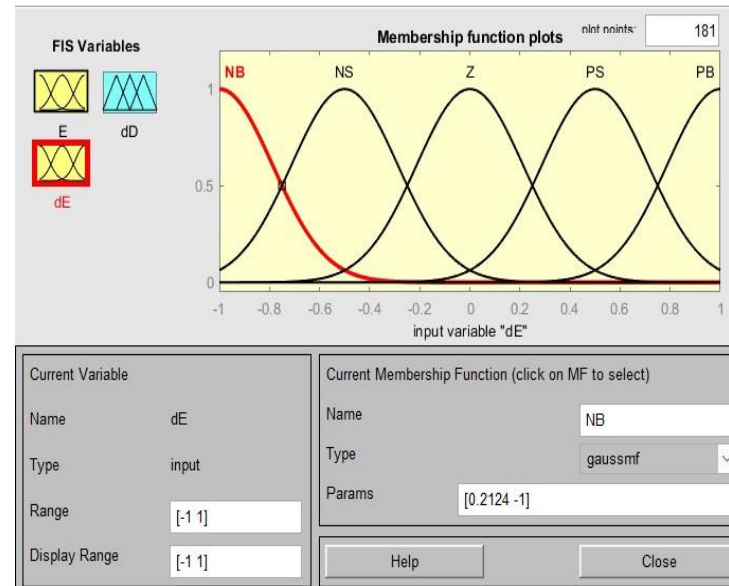 FIS Variables
E
dD
dE
Membership function plots
plot points:
181
NB
NS
Z
PS
PB
1
0.5
0
-1
-0.8
-0.6
-0.4
-0.2
0
0.2
0.4
0.6
0.8
1
input variable "dE"
Current Variable
Name
dE
Type
input
Range
[-1 1]
Display Range
[-1 1]
Current Membership Function (click on MF to select)
Name
NB
Type
gaussmf
Params
[0.2124 -1]
Help
Close